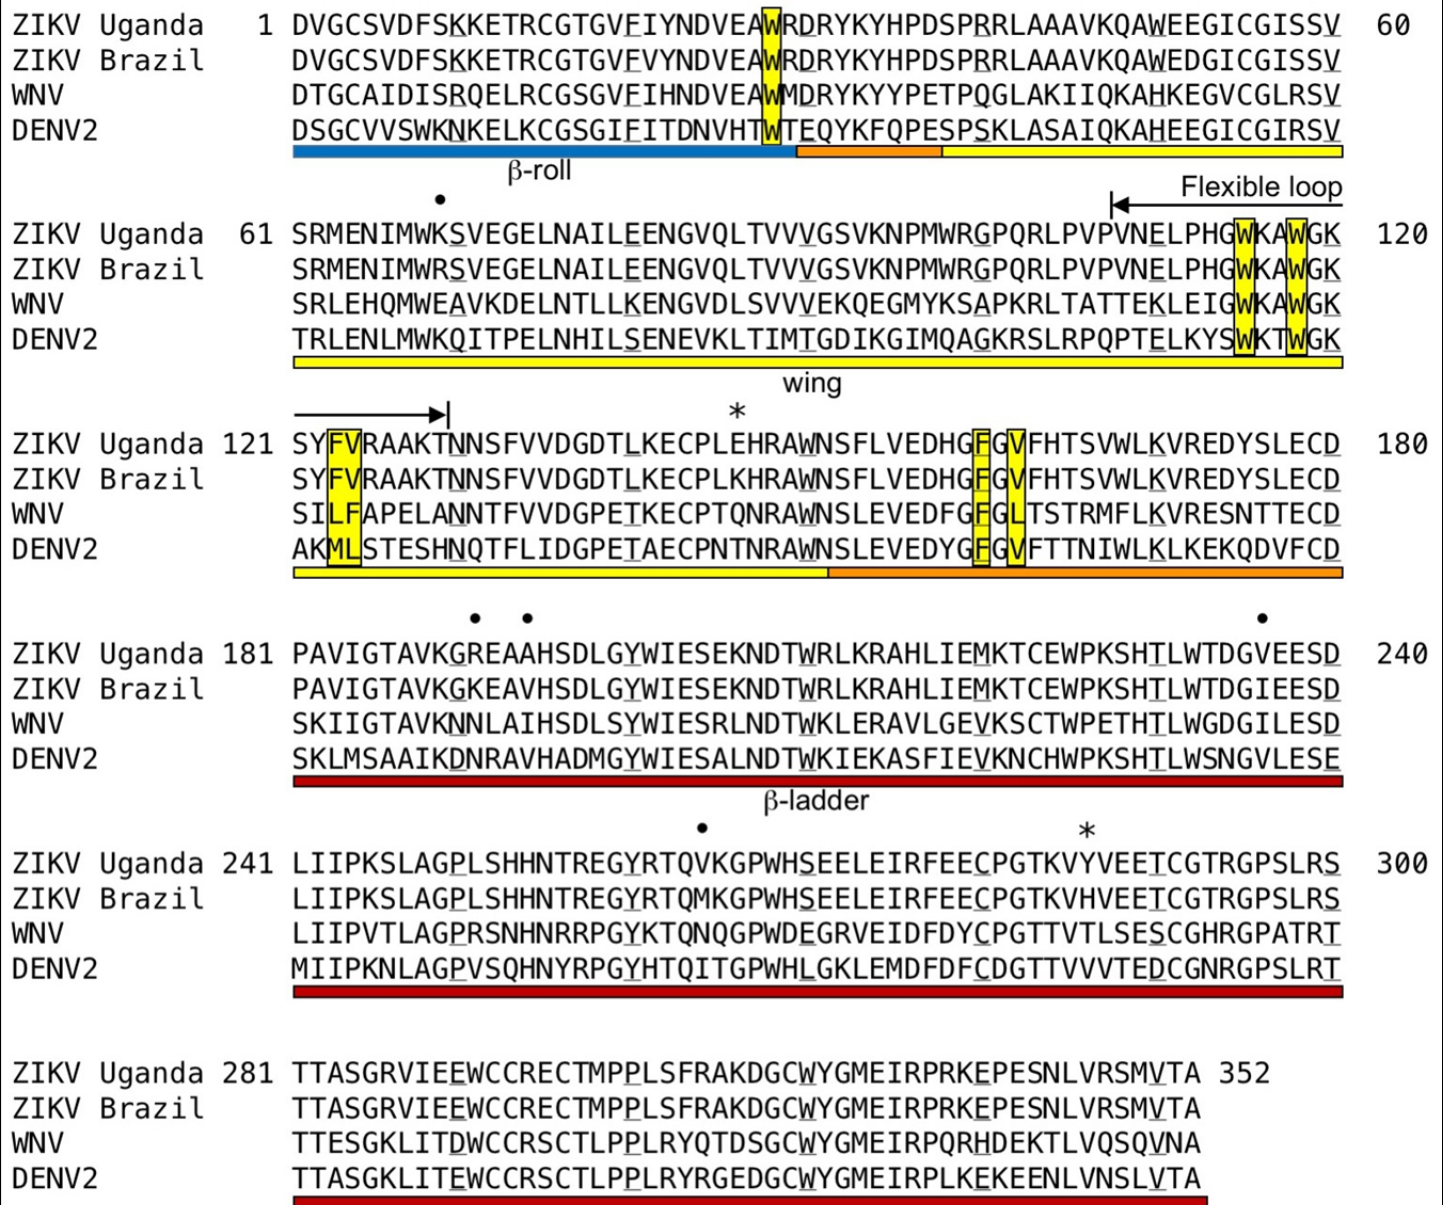 ZIKV Uganda 1 DVGCSVDFSKKETRCGTGVFIYNDVEAWRDRYKYHPDSPRRLAAAVKQAWEEGICGISSV 60
ZIKV Brazil DVGCSVDFSKKETRCGTGVFVYNDVEAWRDRYKYHPDSPRRLAAAVKQAWEDGICGISSV
WNV DTGCAIDISRQELRCGSGVFIHNDVEAWMDRYKYYPETPQGLAKIIQKAHKEGVCGLRSV
DENV2 DSGCVVSWKNKELKCGSGIFITDNVHTWTEQYKFQPESPSKLASAIQKAHEEGICGIRSV
β-roll
•
Flexible loop
ZIKV Uganda 61 SRMENIMWKSVEGELNAILEENGVQLTVVVGSVKNPMWRGPQRLPVPVNELPHGWKAWGK 120
ZIKV Brazil SRMENIMWRSVEGELNAILEENGVQLTVVVGSVKNPMWRGPQRLPVPVNELPHGWKAWGK
WNV SRLEHQMWEAVKDELNTLLKENGVDLSVVVEKQEGMYKSAPKRLTATTEKLEIGWKAWGK
DENV2 TRLENLMWKQITPELNHILSENEVKLTIMTGDIKGIMQAGKRSLRPQPTELKYSWKTWGK
wing
*
ZIKV Uganda 121 SYFVRAAKTNNSFVVDGDTLKECPLEHRAWNSFLVEDHGFGVFHTSVWLKVREDYSLECD 180
ZIKV Brazil SYFVRAAKTNNSFVVDGDTLKECPLKHRAWNSFLVEDHGFGVFHTSVWLKVREDYSLECD
WNV SILFAPELANNTFVVDGPETKECPTQNRAWNSLEVEDFGFGLTSTRMFLKVRESNTTECD
DENV2 AKMLSTESHNQTFLIDGPETAECPNTNRAWNSLEVEDYGFGVFTTNIWLKLKEKQDVFCD
• • •
ZIKV Uganda 181 PAVIGTAVKGREAAHSDLGYWIESEKNDTWRLKRAHLIEMKTCEWPKSHTLWTDGVEESD 240
ZIKV Brazil PAVIGTAVKGKEAVHSDLGYWIESEKNDTWRLKRAHLIEMKTCEWPKSHTLWTDGIEESD
WNV SKIIGTAVKNNLAIHSDLSYWIESRLNDTWKLERAVLGEVKSCTWPETHTLWGDGILESD
DENV2 SKLMSAAIKDNRAVHADMGYWIESALNDTWKIEKASFIEVKNCHWPKSHTLWSNGVLESE
β-ladder
• *
ZIKV Uganda 241 LIIPKSLAGPLSHHNTREGYRTQVKGPWHSEELEIRFEECPGTKVYVEETCGTRGPSLRS 300
ZIKV Brazil LIIPKSLAGPLSHHNTREGYRTQMKGPWHSEELEIRFEECPGTKVHVEETCGTRGPSLRS
WNV LIIPVTLAGPRSNHNRRPGYKTQNQGPWDEGRVEIDFDYCPGTTVTLSESCGHRGPATRT
DENV2 MIIPKNLAGPVSQHNYRPGYHTQITGPWHLGKLEMDFDFCDGTTVVVTEDCGNRGPSLRT
ZIKV Uganda 281 TTASGRVIEEWCCRECTMPPLSFRAKDGCWYGMEIRPRKEPESNLVRSMVTA 352
ZIKV Brazil TTASGRVIEEWCCRECTMPPLSFRAKDGCWYGMEIRPRKEPESNLVRSMVTA
WNV TTESGKLITDWCCRSCTLPPLRYQTDSGCWYGMEIRPQRHDEKTLVQSQVNA
DENV2 TTASGKLITEWCCRSCTLPPLRYRGEDGCWYGMEIRPLKEKEENLVNSLVTA